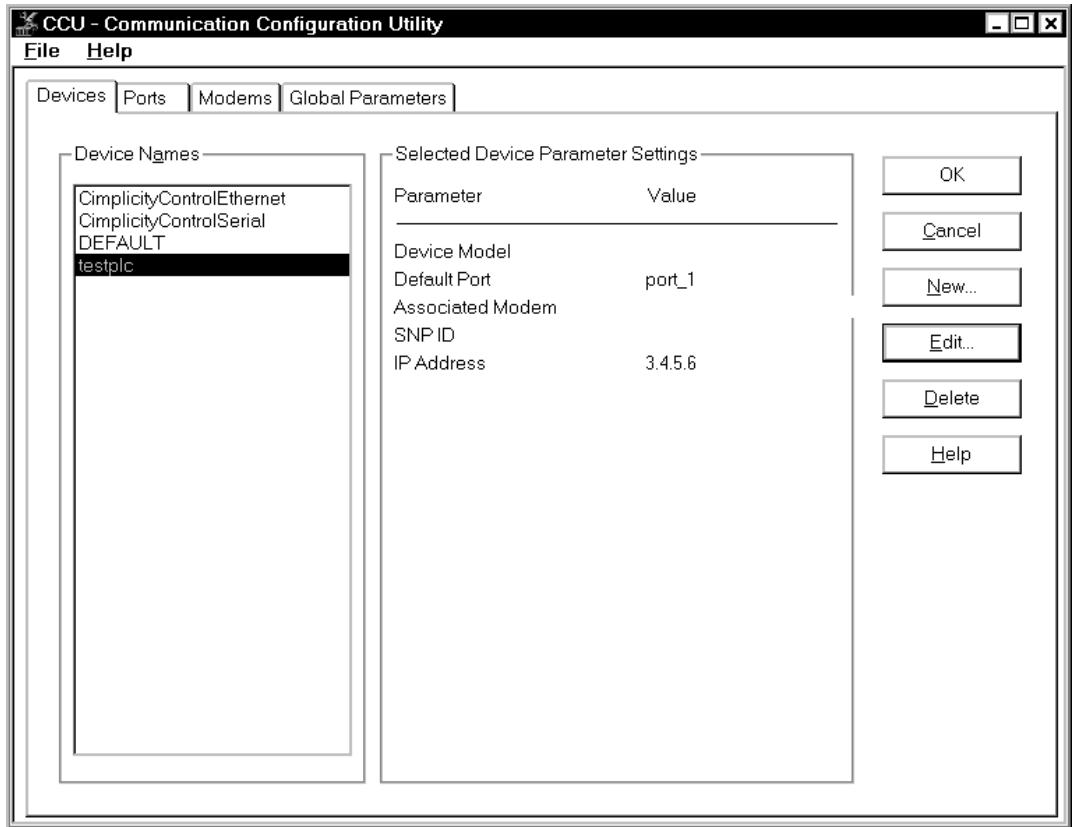 CCU - Communication Configuration Utility
File Help
Devices Ports Modems Global Parameters
Device Names
CimplicityControlEthernet
CimplicityControlSerial
DEFAULT
testplc
Selected Device Parameter Settings
Parameter Value
Device Model
Default Port port_1
Associated Modem
SNP ID
IP Address 3.4.5.6
OK
Cancel
New...
Edit...
Delete
Help